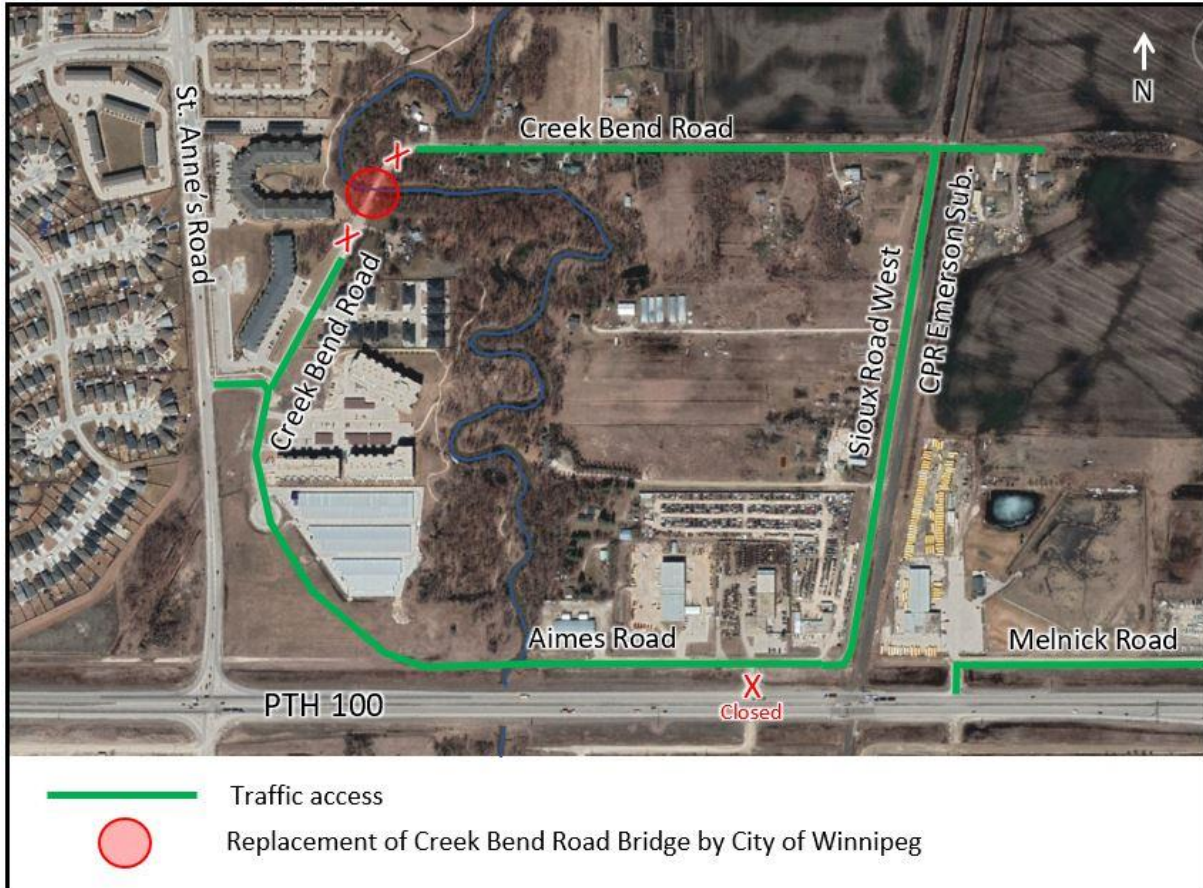 N
Creek Bend Road
St. Anne's Road
X
X
Creek Bend Road
Sioux Road West
CPR Emerson Sub.
Aimes Road
Melnick Road
PTH 100
X
Closed
Traffic access
Replacement of Creek Bend Road Bridge by City of Winnipeg